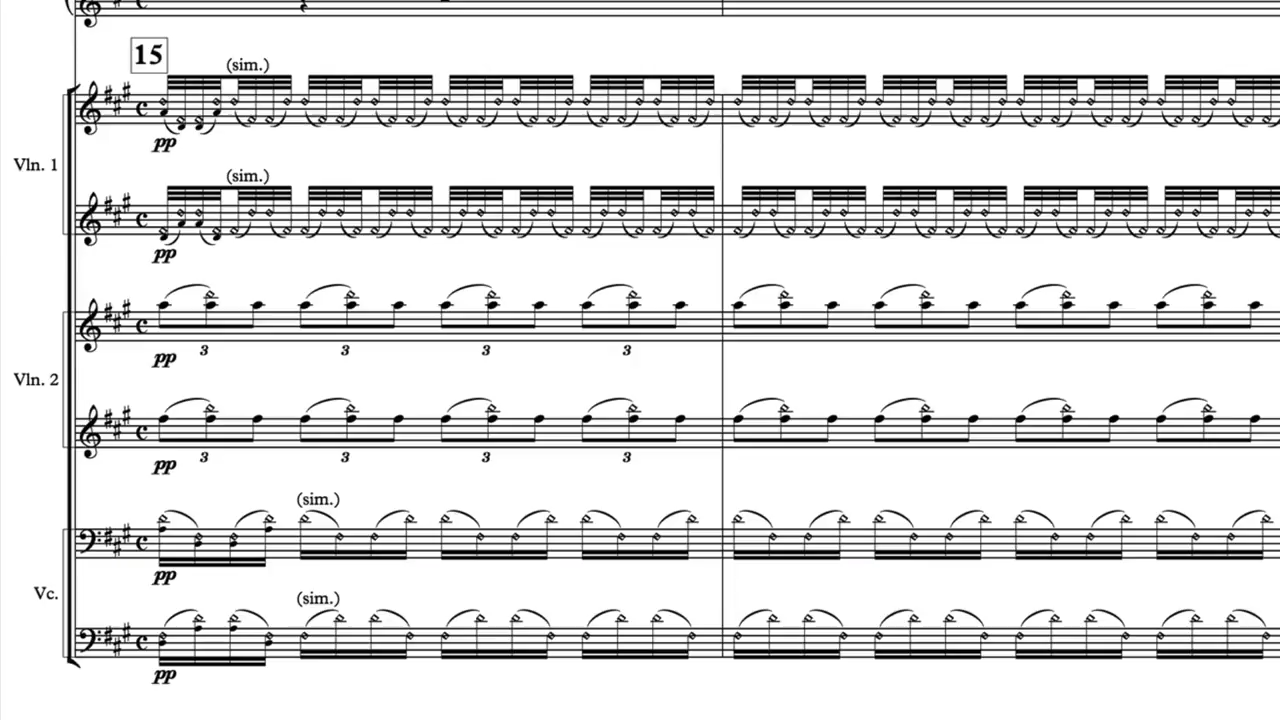 15
(sim.)
pp
Vln. 1
(sim.)
pp
3 3 3 3
pp
Vln. 2
3 3 3 3
pp
(sim.)
pp
Vc.
(sim.)
pp